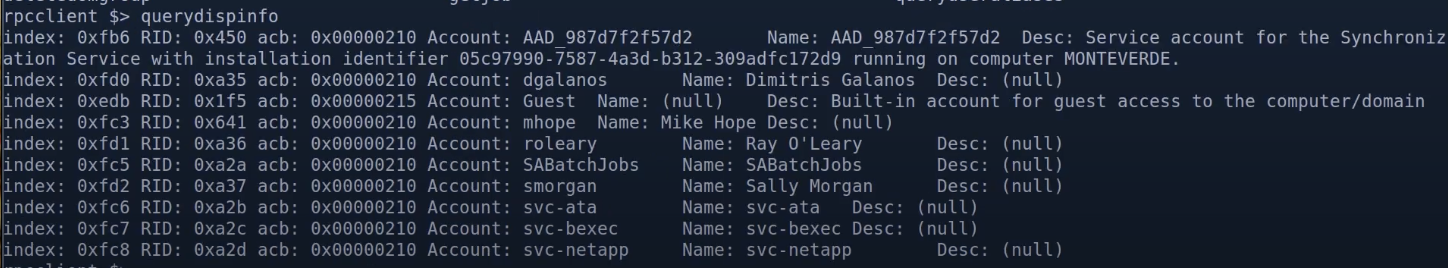 rpcclient $> querydispinfo
index: 0xfb6 RID: 0x450 acb: 0x00000210 Account: AAD_987d7f2f57d2 Name: AAD_987d7f2f57d2 Desc: Service account for the Synchroniz
ation Service with installation identifier 05c97990-7587-4a3d-b312-309adfc172d9 running on computer MONTEVERDE.
index: 0xfd0 RID: 0xa35 acb: 0x00000210 Account: dgalanos Name: Dimitris Galanos Desc: (null)
index: 0xedb RID: 0x1f5 acb: 0x00000215 Account: Guest Name: (null) Desc: Built-in account for guest access to the computer/domain
index: 0xfc3 RID: 0x641 acb: 0x00000210 Account: mhope Name: Mike Hope Desc: (null)
index: 0xfd1 RID: 0xa36 acb: 0x00000210 Account: roleary Name: Ray O'Leary Desc: (null)
index: 0xfc5 RID: 0xa2a acb: 0x00000210 Account: SABatchJobs Name: SABatchJobs Desc: (null)
index: 0xfd2 RID: 0xa37 acb: 0x00000210 Account: smorgan Name: Sally Morgan Desc: (null)
index: 0xfc6 RID: 0xa2b acb: 0x00000210 Account: svc-ata Name: svc-ata Desc: (null)
index: 0xfc7 RID: 0xa2c acb: 0x00000210 Account: svc-bexec Name: svc-bexec Desc: (null)
index: 0xfc8 RID: 0xa2d acb: 0x00000210 Account: svc-netapp Name: svc-netapp Desc: (null)